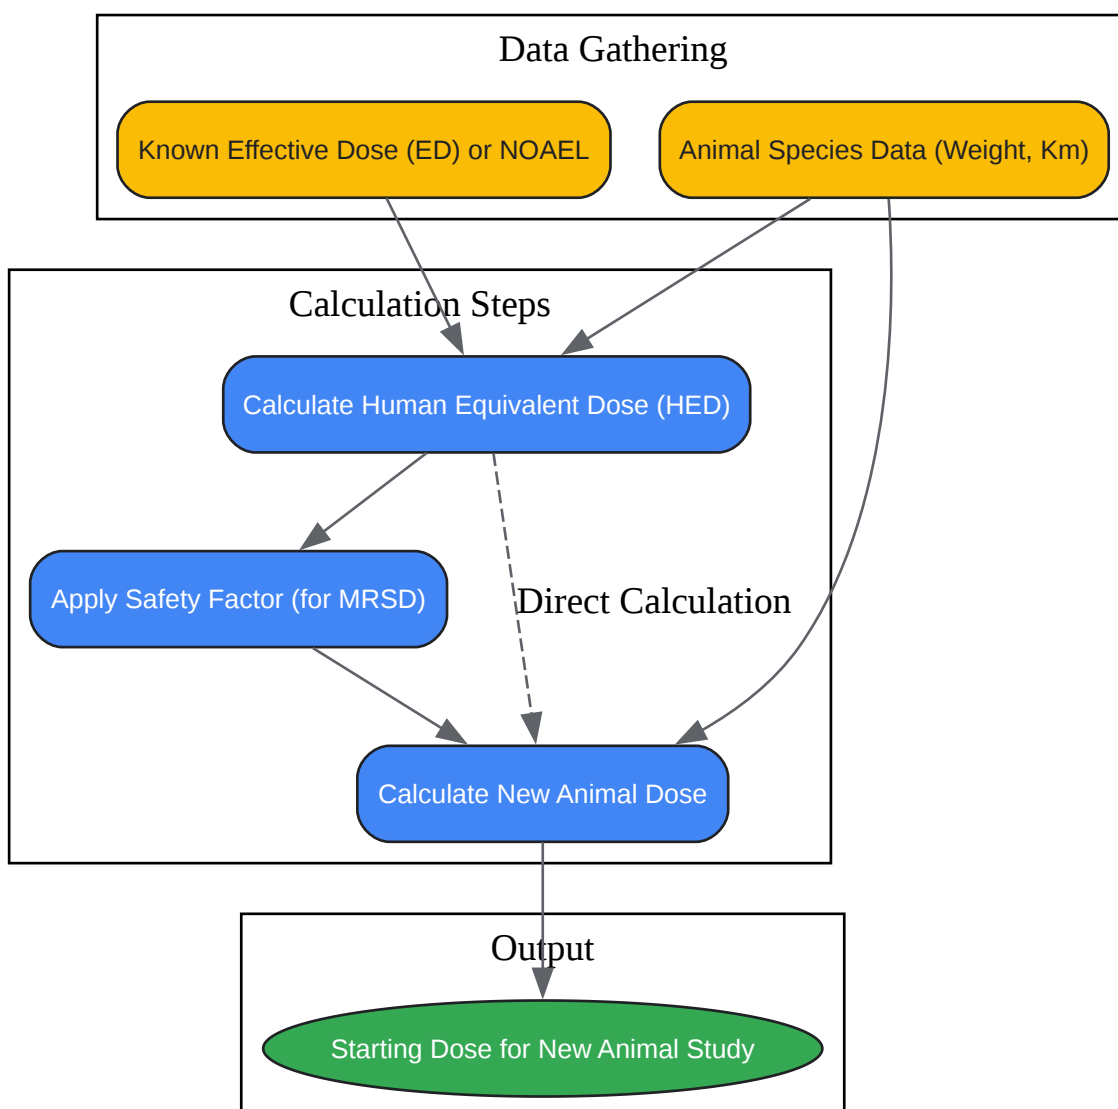 Data Gathering
Known Effective Dose (ED) or NOAEL
Animal Species Data (Weight, Km)
Calculation Steps
Calculate Human Equivalent Dose (HED)
Apply Safety Factor (for MRSD)
Direct Calculation
Calculate New Animal Dose
Output
Starting Dose for New Animal Study